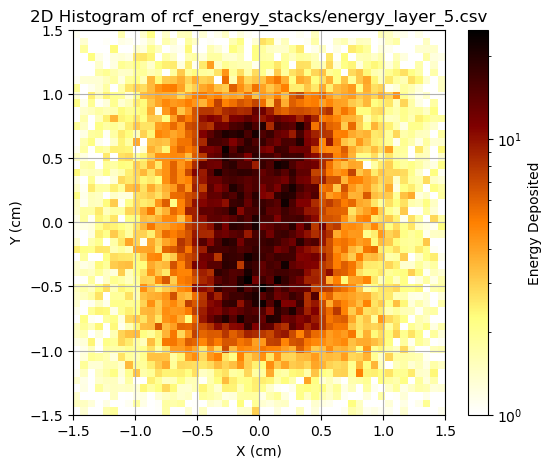 2D Histogram of rcf_energy_stacks/energy_layer_5.csv
1.5
1.0
0.5
0.0
−0.5
−1.0
−1.5
Y (cm)
−1.5 −1.0 −0.5 0.0 0.5 1.0 1.5
X (cm)
10¹
10⁰
Energy Deposited